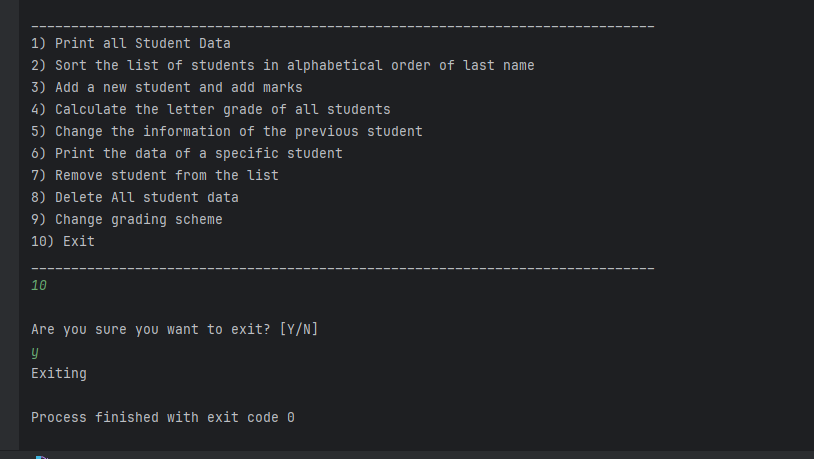 ______________________________________________________________________________
1) Print all Student Data
2) Sort the list of students in alphabetical order of last name
3) Add a new student and add marks
4) Calculate the letter grade of all students
5) Change the information of the previous student
6) Print the data of a specific student
7) Remove student from the list
8) Delete All student data
9) Change grading scheme
10) Exit
______________________________________________________________________________
10
Are you sure you want to exit? [Y/N]
y
Exiting
Process finished with exit code 0